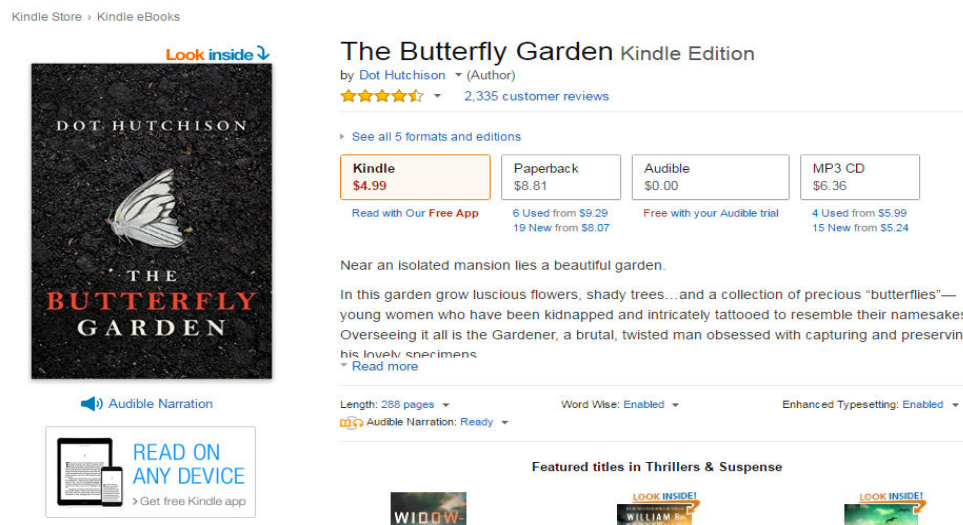 Kindle Store › Kindle eBooks
Look inside
DOT HUTCHISON
THE
BUTTERFLY
GARDEN
Audible Narration
READ ON
ANY DEVICE
› Get free Kindle app
The Butterfly Garden Kindle Edition
by Dot Hutchison (Author)
2,335 customer reviews
See all 5 formats and editions
Kindle
$4.99
Read with Our Free App
Paperback
$8.81
6 Used from $9.29
19 New from $8.07
Audible
$0.00
Free with your Audible trial
MP3 CD
$6.36
4 Used from $5.99
15 New from $5.24
Near an isolated mansion lies a beautiful garden.
In this garden grow luscious flowers, shady trees…and a collection of precious “butterflies”—
young women who have been kidnapped and intricately tattooed to resemble their namesakes
Overseeing it all is the Gardener, a brutal, twisted man obsessed with capturing and preservin
his lovely specimens
Read more
Length: 288 pages
Word Wise: Enabled
Enhanced Typesetting: Enabled
Audible Narration: Ready
Featured titles in Thrillers & Suspense
WIDOW-
LOOK INSIDE!
WILLIAM
LOOK INSIDE!